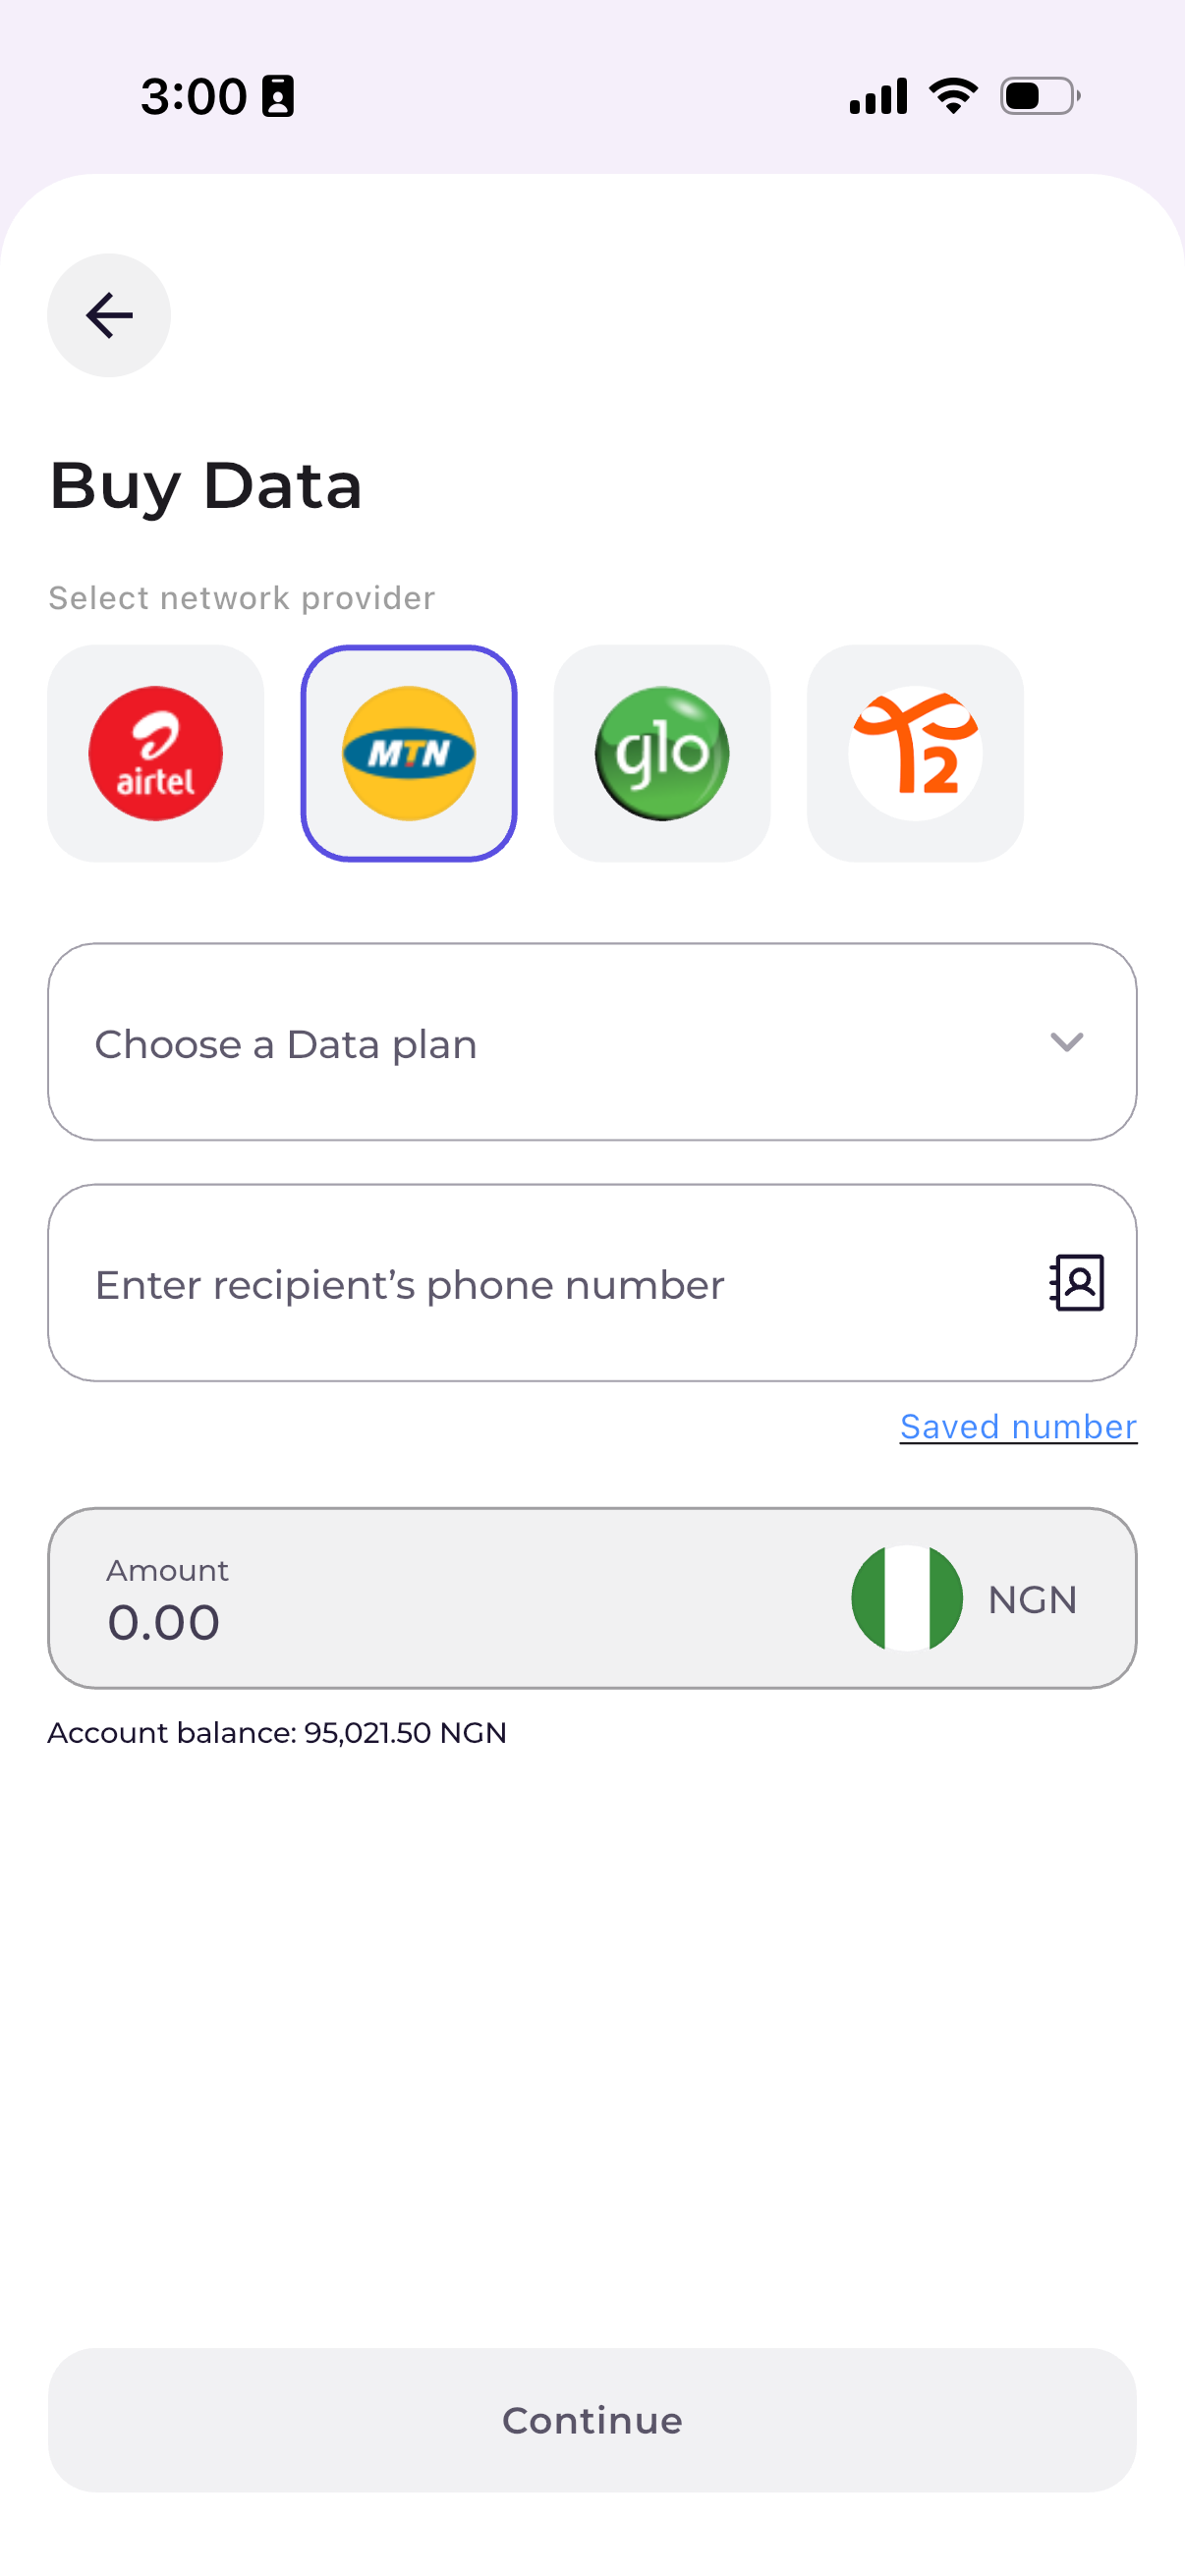 3:00
Buy Data
Select network provider
airtel
MTN
glo
T2
Choose a Data plan
Enter recipient’s phone number
Saved number
Amount
0.00
NGN
Account balance: 95,021.50 NGN
Continue